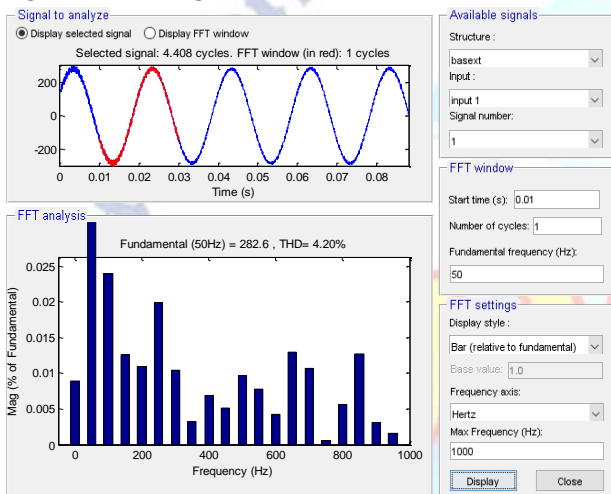 Signal to analyze
Display selected signal Display FFT window
Selected signal: 4.408 cycles. FFT window (in red): 1 cycles
200
0
-200
0 0.01 0.02 0.03 0.04 0.05 0.06 0.07 0.08
Time (s)
FFT analysis
Fundamental (50Hz) = 282.6 , THD= 4.20%
0.025
0.02
0.015
0.01
0.005
0
0 200 400 600 800 1000
Frequency (Hz)
Mag (% of Fundamental)
Available signals
Structure :
basext
Input :
input 1
Signal number:
1
FFT window
Start time (s): 0.01
Number of cycles: 1
Fundamental frequency (Hz):
50
FFT settings
Display style :
Bar (relative to fundamental)
Base value: 1.0
Frequency axis:
Hertz
Max Frequency (Hz):
1000
Display Close